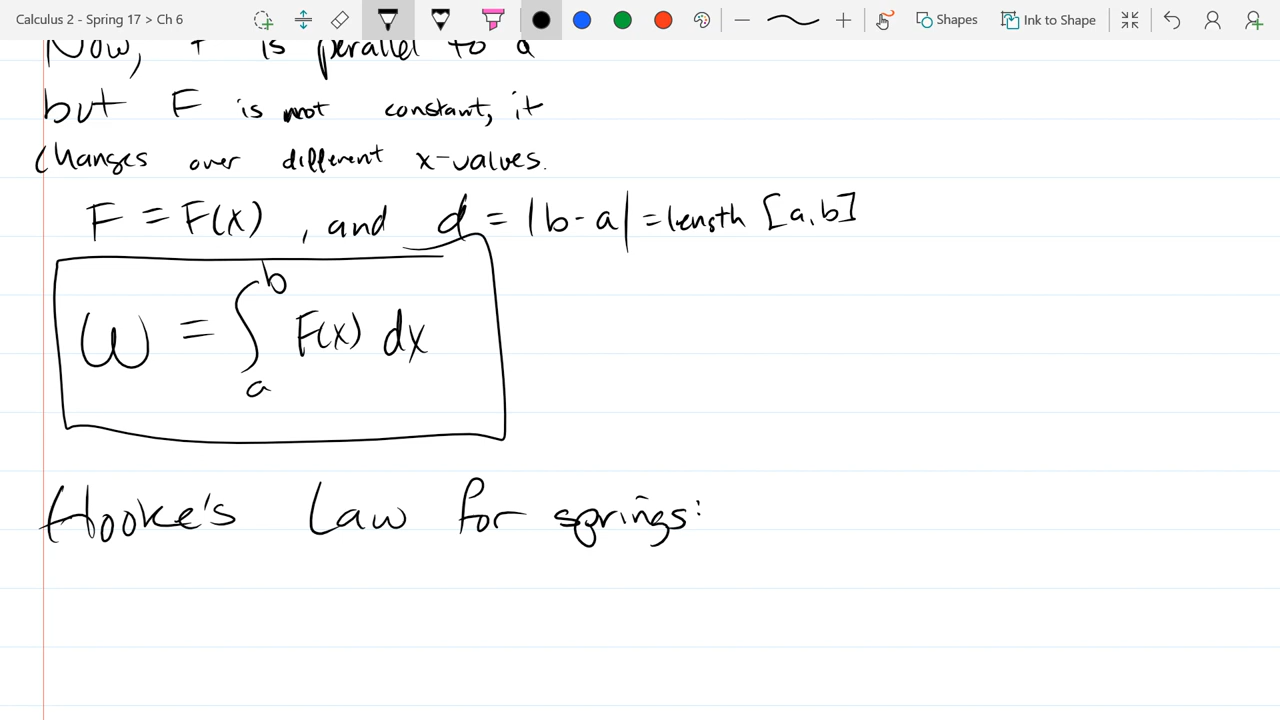 Calculus 2 - Spring 17 > Ch 6
Shapes
Ink to Shape
Now, F is parallel to d
but F is not constant, it
changes over different x-values.
F = F(x), and d = |b-a| = length [a,b]
W = ∫_a^b F(x) dx
Hooke's Law for springs: